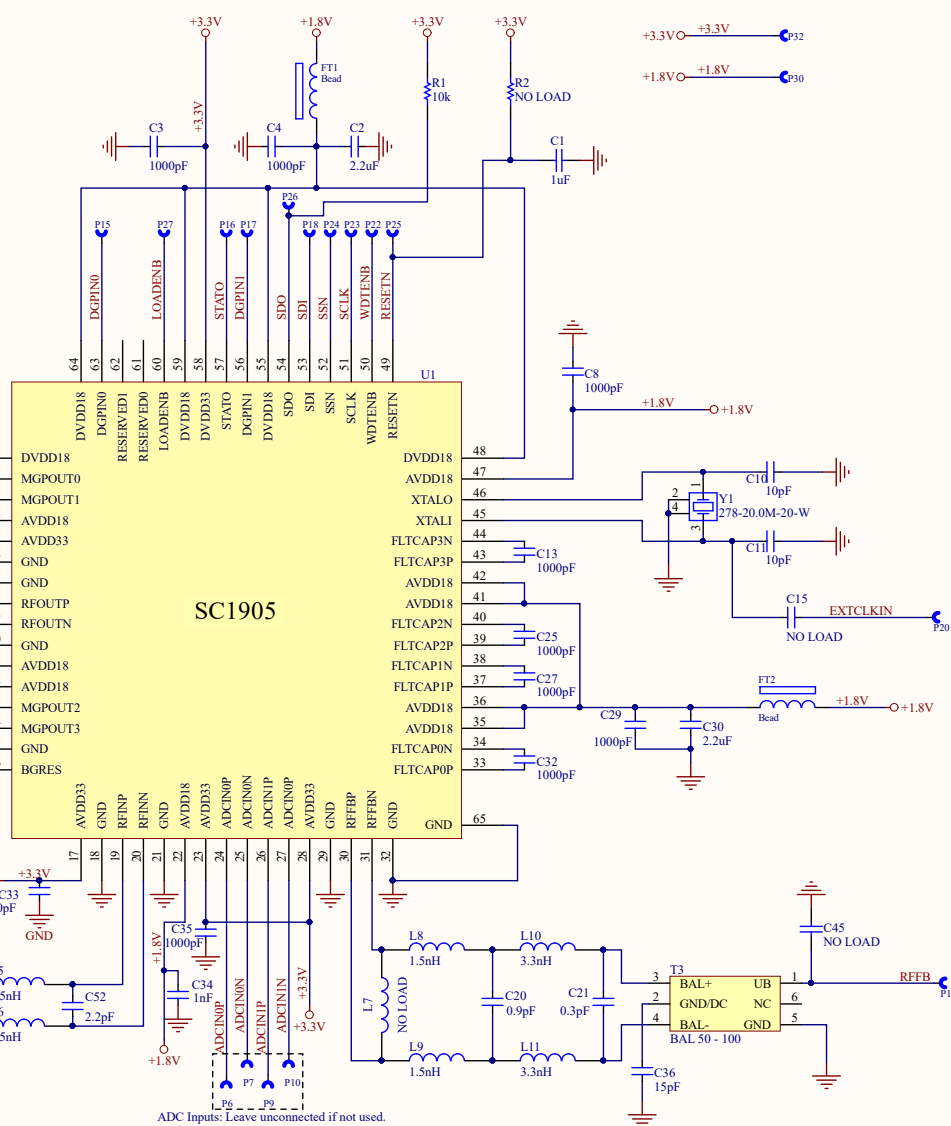 +3.3V
+1.8V
+3.3V
+3.3V
+3.3V
+3.3V
P32
+1.8V
+1.8V
P30
FT1
Bead
R1
10k
R2
NO LOAD
+3.3V
C3
1000pF
C4
1000pF
C2
2.2uF
C1
1uF
P15
P27
P16
P17
P26
P18
P24
P23
P22
P25
DGPIN0
LOADENB
STATO
DGPIN1
SDO
SDI
SSN
SCLK
WDTENB
RESETN
64
63
62
61
60
59
58
57
56
55
54
53
52
51
50
49
U1
DVDD18
DGPIN0
RESERVED1
RESERVED0
LOADENB
DVDD18
DVDD33
STATO
DGPIN1
DVDD18
SDO
SDI
SSN
SCLK
WDTENB
RESETN
C8
1000pF
+1.8V
+1.8V
DVDD18
MGPOUT0
MGPOUT1
AVDD18
AVDD33
GND
GND
RFOUTP
RFOUTN
GND
AVDD18
AVDD18
MGPOUT2
MGPOUT3
GND
BGRES
SC1905
DVDD18 48
AVDD18 47
XTALO 46
XTALI 45
FLTCAP3N 44
FLTCAP3P 43
AVDD18 42
AVDD18 41
FLTCAP2N 40
FLTCAP2P 39
FLTCAP1N 38
FLTCAP1P 37
AVDD18 36
AVDD18 35
FLTCAP0N 34
FLTCAP0P 33
GND 65
C10
10pF
1
2
4
3
Y1
278-20.0M-20-W
C11
10pF
C13
1000pF
C15
NO LOAD
EXTCLKIN
P20
C25
1000pF
C27
1000pF
FT2
Bead
+1.8V
+1.8V
C29
1000pF
C30
2.2uF
C32
1000pF
AVDD33
GND
RFINP
RFINN
GND
AVDD18
AVDD33
ADCIN0P
ADCIN0N
ADCIN1P
ADCIN0P
AVDD33
GND
RFFBP
RFFBN
GND
17
18
19
20
21
22
23
24
25
26
27
28
29
30
31
32
+3.3V
C33
0pF
GND
5nH
C52
2.2pF
5nH
+1.8V
C35
1000pF
C34
1nF
+1.8V
ADCIN0P
ADCIN0N
ADCIN1P
ADCIN1N
+3.3V
+3.3V
P6
P7
P9
P10
ADC Inputs: Leave unconnected if not used.
L7
NO LOAD
L8
1.5nH
L10
3.3nH
C20
0.9pF
C21
0.3pF
L9
1.5nH
L11
3.3nH
T3
3 BAL+ UB 1
2 GND/DC NC 6
4 BAL- GND 5
BAL 50 - 100
C45
NO LOAD
RFFB
C36
15pF